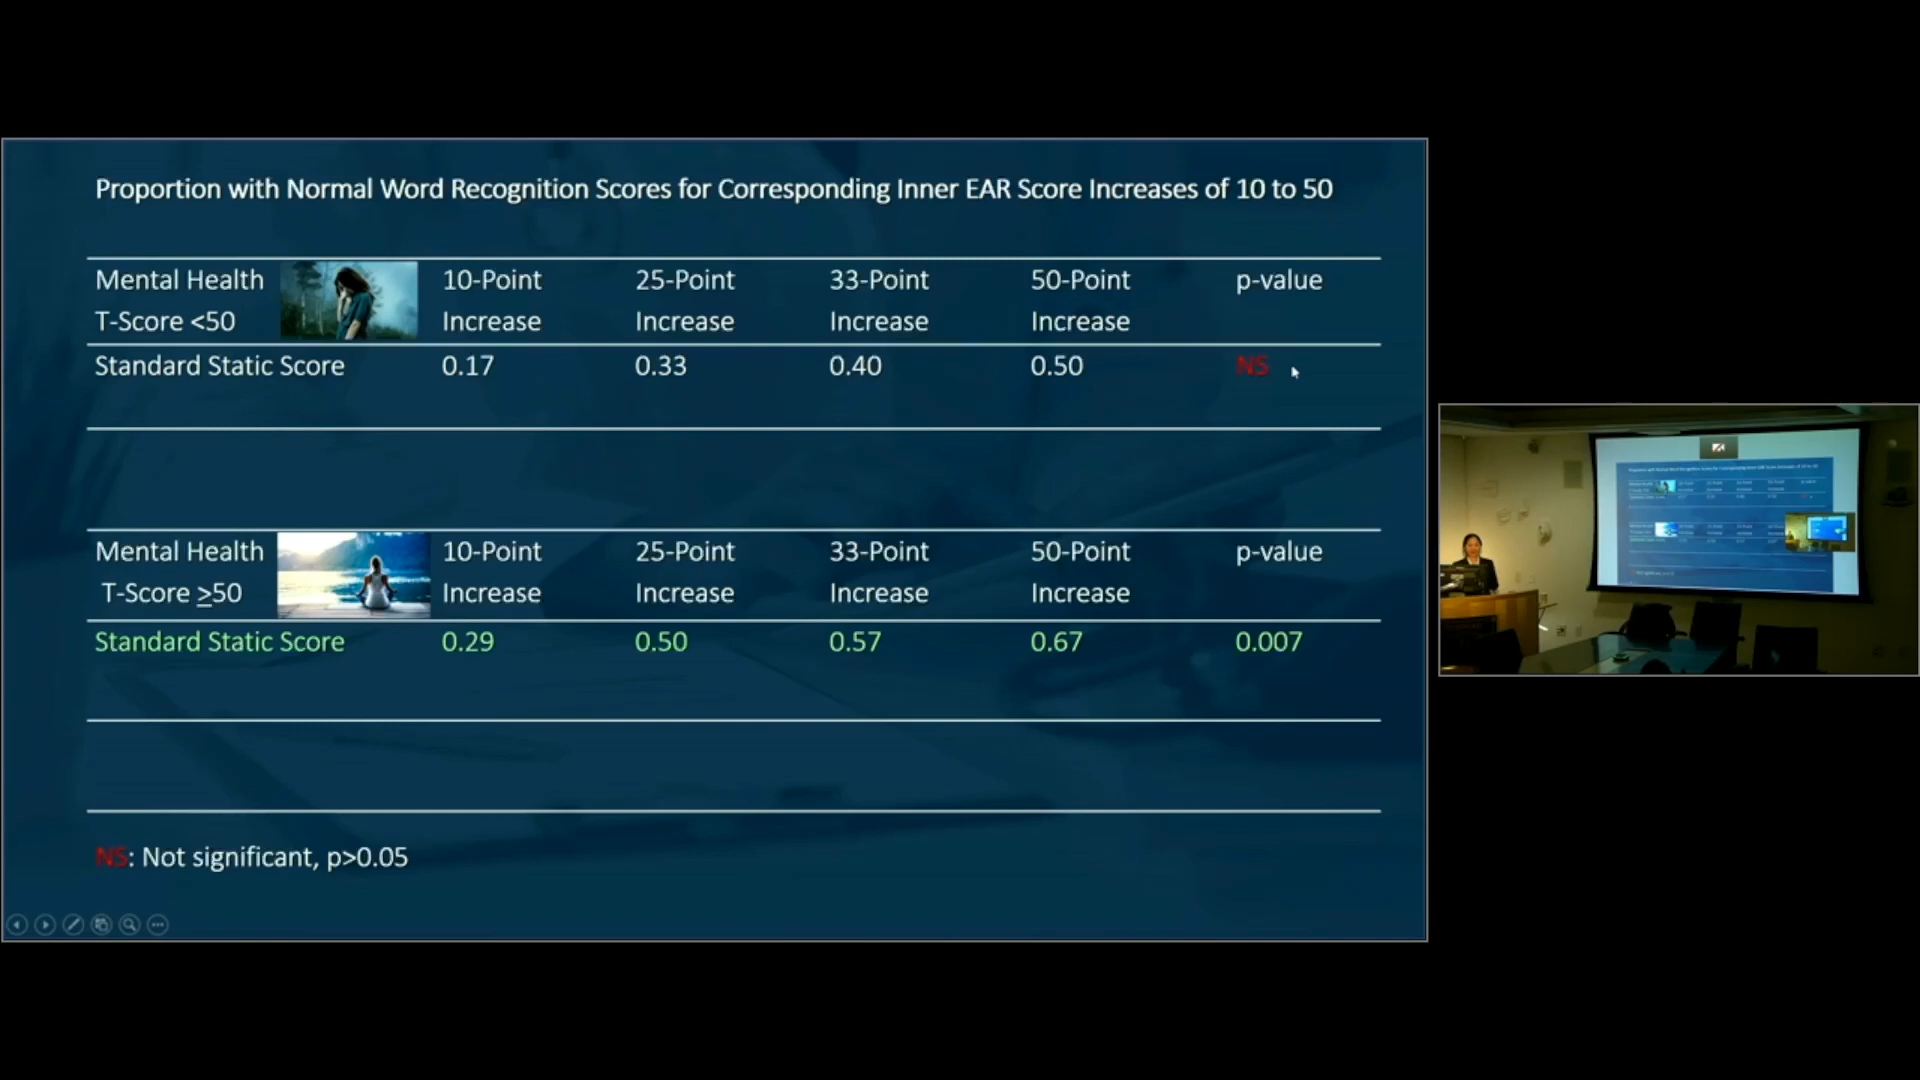 Proportion with Normal Word Recognition Scores for Corresponding Inner EAR Score Increases of 10 to 50
Mental Health T-Score <50 10-Point Increase 25-Point Increase 33-Point Increase 50-Point Increase p-value
Standard Static Score 0.17 0.33 0.40 0.50 NS
Mental Health T-Score ≥50 10-Point Increase 25-Point Increase 33-Point Increase 50-Point Increase p-value
Standard Static Score 0.29 0.50 0.57 0.67 0.007
NS: Not significant, p>0.05